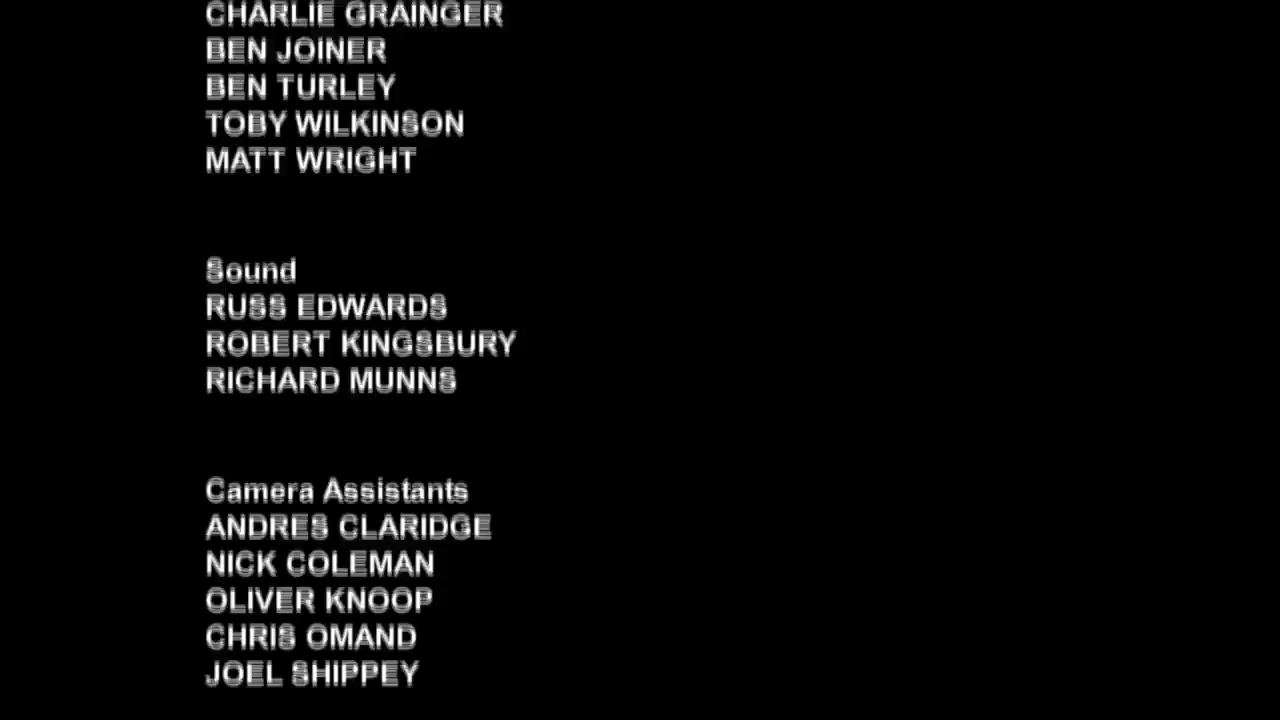 CHARLIE GRAINGER
BEN JOINER
BEN TURLEY
TOBY WILKINSON
MATT WRIGHT
Sound
RUSS EDWARDS
ROBERT KINGSBURY
RICHARD MUNNS
Camera Assistants
ANDRES CLARIDGE
NICK COLEMAN
OLIVER KNOOP
CHRIS OMAND
JOEL SHIPPEY